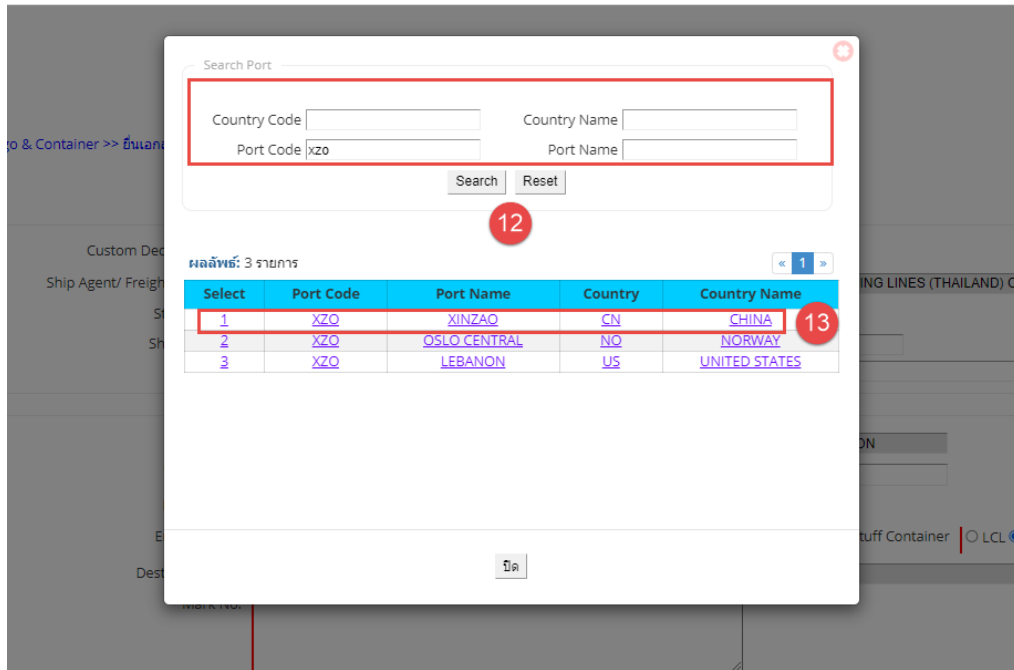 Search Port
Country Code Country Name
go & Container >> ยื่นเอกส
Port Code xzo Port Name
Search Reset
12
Custom Dec
ผลลัพธ์: 3 รายการ « 1 »
Ship Agent/ Freigh ING LINES (THAILAND) C
Select Port Code Port Name Country Country Name
1 XZO XINZAO CN CHINA 13
2 XZO OSLO CENTRAL NO NORWAY
Sh
3 XZO LEBANON US UNITED STATES
ON
tuff Container LCL
ปิด
Dest
Mark No.